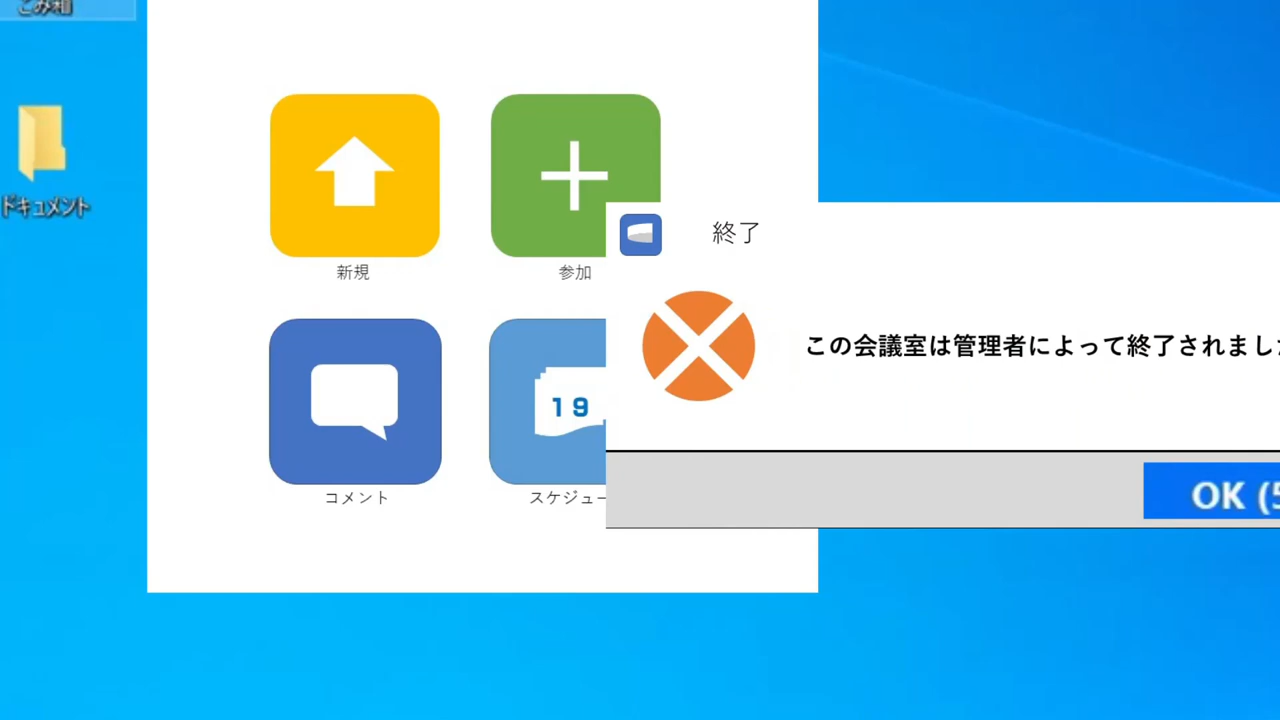 ごみ箱
ドキュメント
新規
参加
コメント
19
スケジュー
終了
この会議室は管理者によって終了されまし
OK (5